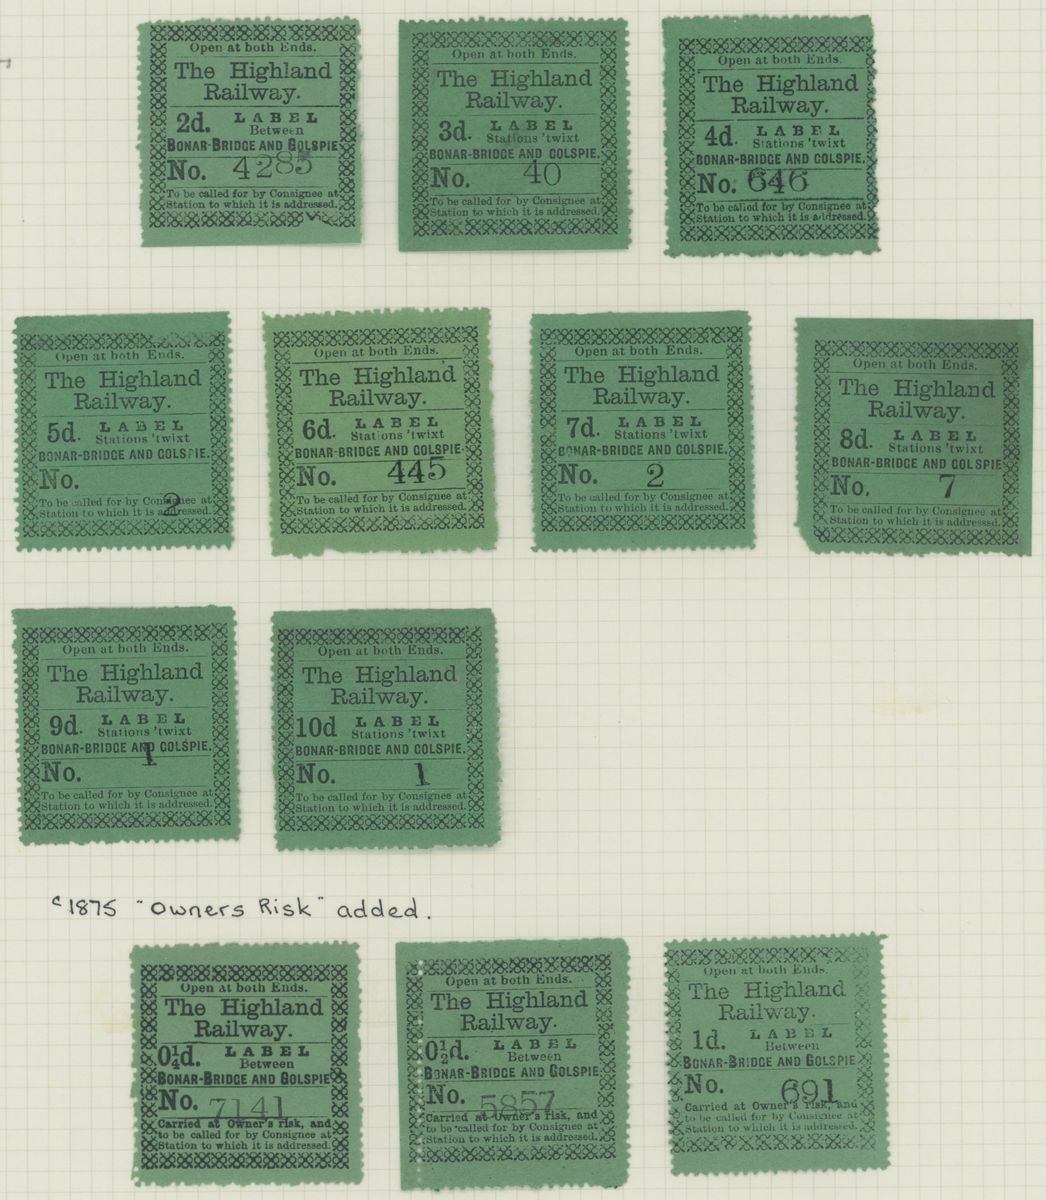 Open at both Ends.
The Highland
Railway.
2d. LABEL
Between
BONAR-BRIDGE AND GOLSPIE
No. 4285
To be called for by Consignee at
Station to which it is addressed.
Open at both Ends.
The Highland
Railway.
3d. LABEL
Stations 'twixt
BONAR-BRIDGE AND GOLSPIE.
No. 40
To be called for by Consignee at
Station to which it is addressed.
Open at both Ends.
The Highland
Railway.
4d. LABEL
Stations 'twixt
BONAR-BRIDGE AND GOLSPIE.
No. 646
To be called for by Consignee at
Station to which it is addressed.
Open at both Ends.
The Highland
Railway.
5d. LABEL
Stations 'twixt
BONAR-BRIDGE AND GOLSPIE.
No. 2
To be called for by Consignee at
Station to which it is addressed.
Open at both Ends.
The Highland
Railway.
6d. LABEL
Stations 'twixt
BONAR-BRIDGE AND GOLSPIE.
No. 445
To be called for by Consignee at
Station to which it is addressed.
Open at both Ends.
The Highland
Railway.
7d. LABEL
Stations 'twixt
BONAR-BRIDGE AND GOLSPIE.
No. 2
To be called for by Consignee at
Station to which it is addressed.
Open at both Ends.
The Highland
Railway.
8d. LABEL
Stations 'twixt
BONAR-BRIDGE AND GOLSPIE
No. 7
To be called for by Consignee at
Station to which it is addressed.
Open at both Ends.
The Highland
Railway.
9d. LABEL
Stations 'twixt
BONAR-BRIDGE AND GOLSPIE.
No. 1
To be called for by Consignee at
Station to which it is addressed.
Open at both Ends.
The Highland
Railway.
10d LABEL
Stations 'twixt
BONAR-BRIDGE AND GOLSPIE.
No. 1
To be called for by Consignee at
Station to which it is addressed.
c1875 "Owners Risk" added.
Open at both Ends.
The Highland
Railway.
0¼d. LABEL
Between
BONAR-BRIDGE AND GOLSPIE
No. 7141
Carried at Owner's risk, and
to be called for by Consignee at
Station to which it is addressed.
Open at both Ends.
The Highland
Railway.
0½d. LABEL
Between
BONAR-BRIDGE AND GOLSPIE
No. 5857
Carried at Owner's risk, and
to be called for by Consignee at
Station to which it is addressed.
Open at both Ends.
The Highland
Railway.
1d. LABEL
Between
BONAR-BRIDGE AND GOLSPIE
No. 691
Carried at Owner's risk, and
to be called for by Consignee at
Station to which it is addressed.